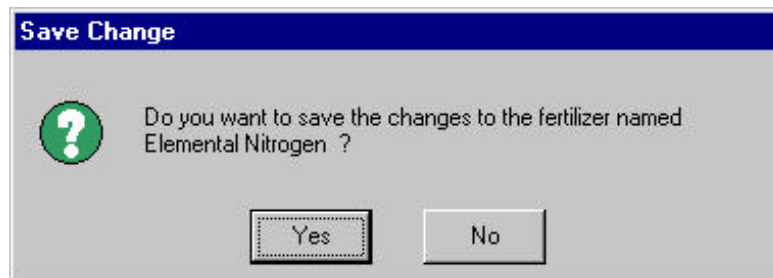 Save Change
Do you want to save the changes to the fertilizer named
Elemental Nitrogen  ?
Yes
No